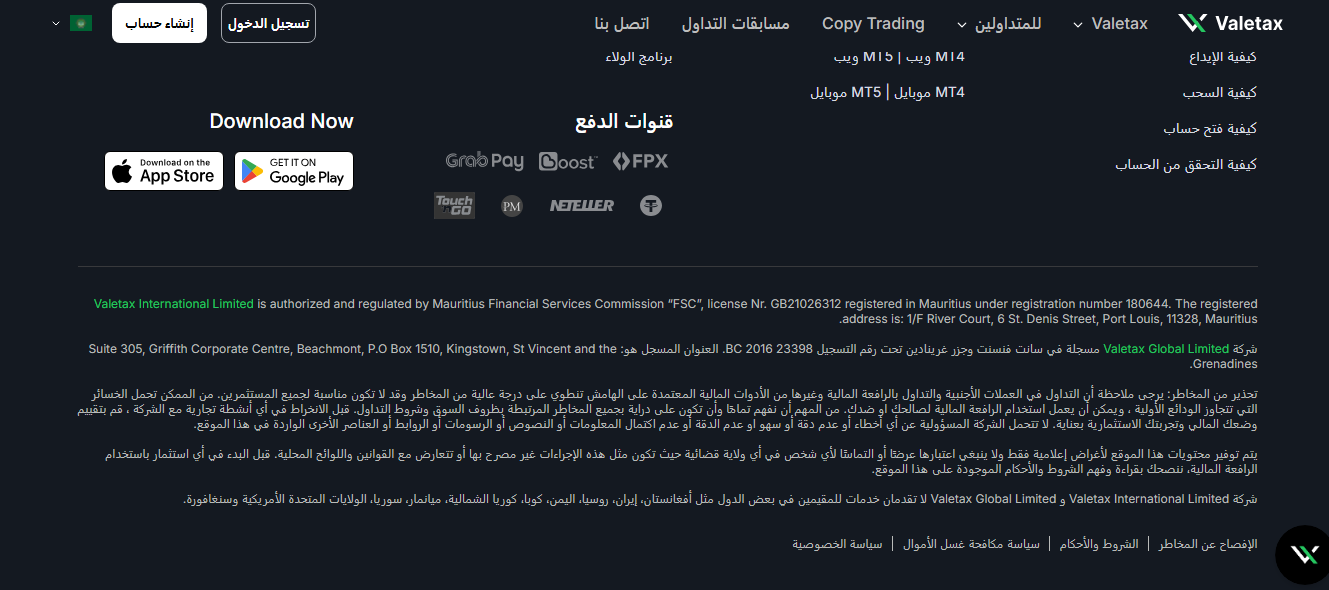 Valetax
Valetax
للمتداولين
Copy Trading
مسابقات التداول
اتصل بنا
تسجيل الدخول
إنشاء حساب
كيفية الإيداع
كيفية السحب
كيفية فتح حساب
كيفية التحقق من الحساب
MT4 ويب | MT5 ويب
MT4 موبايل | MT5 موبايل
برنامج الولاء
قنوات الدفع
FPX
Boost
GrabPay
NETELLER
PM
Touch
GO
Download Now
GET IT ON
Google Play
Download on the
App Store
Valetax International Limited is authorized and regulated by Mauritius Financial Services Commission “FSC”, license Nr. GB21026312 registered in Mauritius under registration number 180644. The registered
address is: 1/F River Court, 6 St. Denis Street, Port Louis, 11328, Mauritius.
شركة Valetax Global Limited مسجلة في سانت فنسنت وجزر غرينادين تحت رقم التسجيل BC 2016 23398. العنوان المسجل هو: Suite 305, Griffith Corporate Centre, Beachmont, P.O Box 1510, Kingstown, St Vincent and the
Grenadines.
تحذير من المخاطر: يرجى ملاحظة أن التداول في العملات الأجنبية والتداول بالرافعة المالية وغيرها من الأدوات المالية المعتمدة على الهامش تنطوي على درجة عالية من المخاطر وقد لا تكون مناسبة لجميع المستثمرين. من الممكن تحمل الخسائر
التي تتجاوز الودائع الأولية ، ويمكن أن يعمل استخدام الرافعة المالية لصالحك او ضدك. من المهم أن نفهم تمامًا وأن تكون على دراية بجميع المخاطر المرتبطة بظروف السوق وشروط التداول. قبل الانخراط في أي أنشطة تجارية مع الشركة ، قم بتقييم
وضعك المالي وتجربتك الاستثمارية بعناية. لا تتحمل الشركة المسؤولية عن أي أخطاء أو عدم دقة أو سهو او عدم الدقة أو عدم اكتمال المعلومات أو النصوص أو الرسومات أو الروابط أو العناصر الأخرى الواردة في هذا الموقع.
يتم توفير محتويات هذا الموقع لأغراض إعلامية فقط ولا ينبغي اعتبارها عرضًا أو التماسًا لأي شخص في أي ولاية قضائية حيث تكون مثل هذه الإجراءات غير مصرح بها أو تتعارض مع القوانين واللوائح المحلية. قبل البدء في أي استثمار باستخدام
الرافعة المالية، ننصحك بقراءة وفهم الشروط والأحكام الموجودة على هذا الموقع.
شركة Valetax International Limited و Valetax Global Limited لا تقدمان خدمات للمقيمين في بعض الدول مثل أفغانستان، إيران، روسيا، اليمن، كوبا، كوريا الشمالية، ميانمار، سوريا، الولايات المتحدة الأمريكية وسنغافورة.
الإفصاح عن المخاطر | الشروط والأحكام | سياسة مكافحة غسل الأموال | سياسة الخصوصية